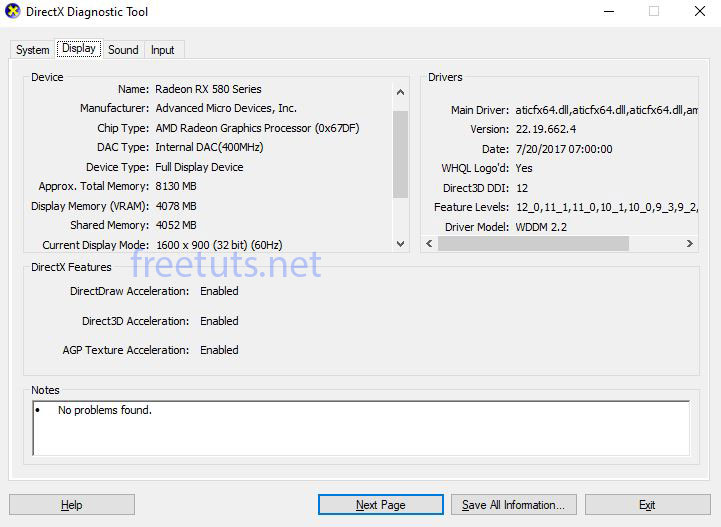 DirectX Diagnostic Tool
System Display Sound Input
Device
Name: Radeon RX 580 Series
Manufacturer: Advanced Micro Devices, Inc.
Chip Type: AMD Radeon Graphics Processor (0x67DF)
DAC Type: Internal DAC(400MHz)
Device Type: Full Display Device
Approx. Total Memory: 8130 MB
Display Memory (VRAM): 4078 MB
Shared Memory: 4052 MB
Current Display Mode: 1600 x 900 (32 bit) (60Hz)
Drivers
Main Driver: aticfx64.dll,aticfx64.dll,aticfx64.dll,am
Version: 22.19.662.4
Date: 7/20/2017 07:00:00
WHQL Logo'd: Yes
Direct3D DDI: 12
Feature Levels: 12_0,11_1,11_0,10_1,10_0,9_3,9_2,
Driver Model: WDDM 2.2
freetuts.net
DirectX Features
DirectDraw Acceleration: Enabled
Direct3D Acceleration: Enabled
AGP Texture Acceleration: Enabled
Notes
• No problems found.
Help Next Page Save All Information... Exit